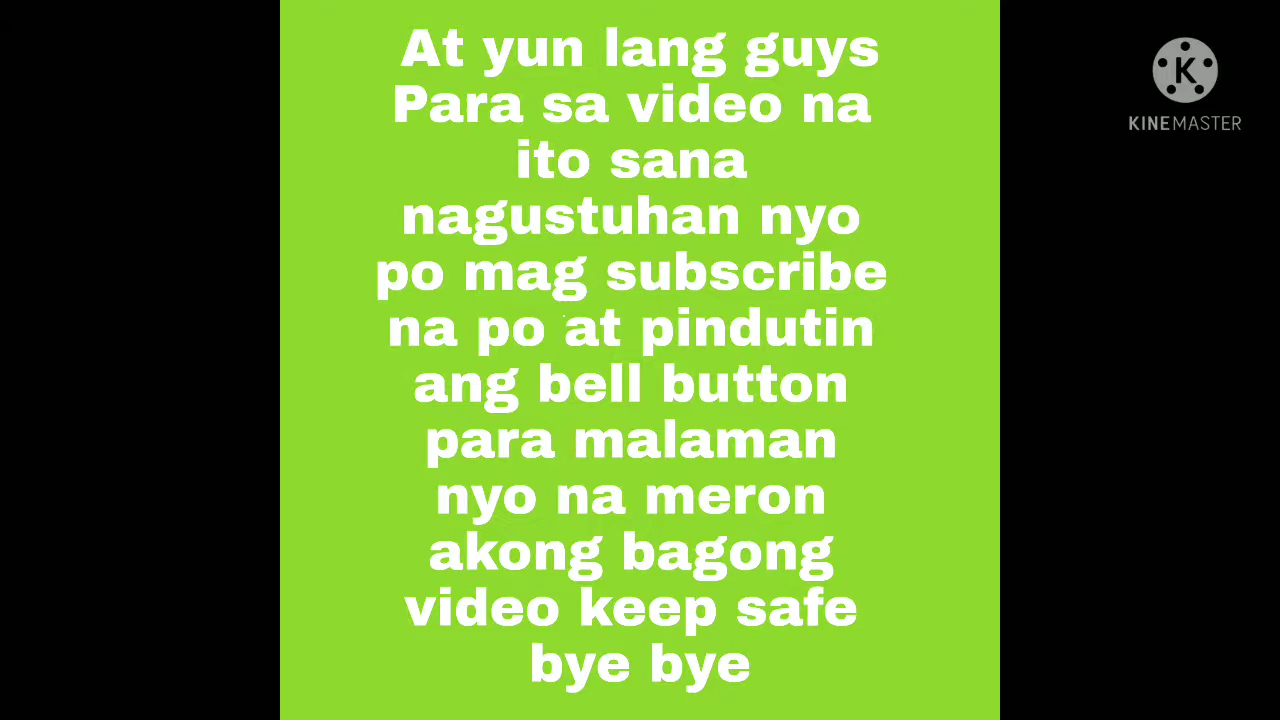 At yun lang guys
Para sa video na
ito sana
nagustuhan nyo
po mag subscribe
na po at pindutin
ang bell button
para malaman
nyo na meron
akong bagong
video keep safe
bye bye
K
KINEMASTER